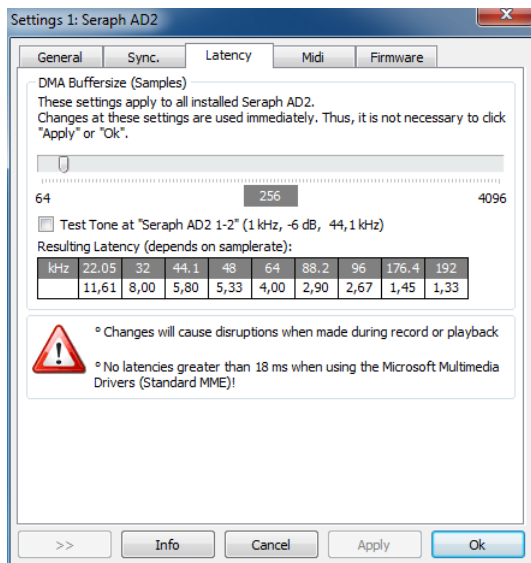 Settings 1: Seraph AD2
x
General Sync. Latency Midi Firmware
DMA Buffersize (Samples)
These settings apply to all installed Seraph AD2.
Changes at these settings are used immediately. Thus, it is not necessary to click
"Apply" or "Ok".
64 256 4096
Test Tone at "Seraph AD2 1-2" (1 kHz, -6 dB, 44,1 kHz)
Resulting Latency (depends on samplerate):
kHz 22.05 32 44.1 48 64 88.2 96 176.4 192
11,61 8,00 5,80 5,33 4,00 2,90 2,67 1,45 1,33
! ° Changes will cause disruptions when made during record or playback
° No latencies greater than 18 ms when using the Microsoft Multimedia
Drivers (Standard MME)!
>> Info Cancel Apply Ok